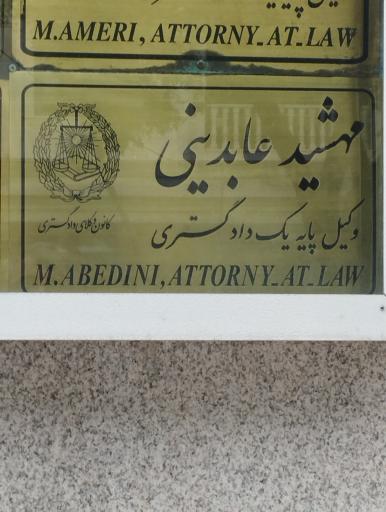 M.AMERI, ATTORNY_AT_LAW
مهشید عابدینی
وکیل پایه یک دادگستری
کانون وکلای دادگستری
M.ABEDINI, ATTORNY_AT_LAW